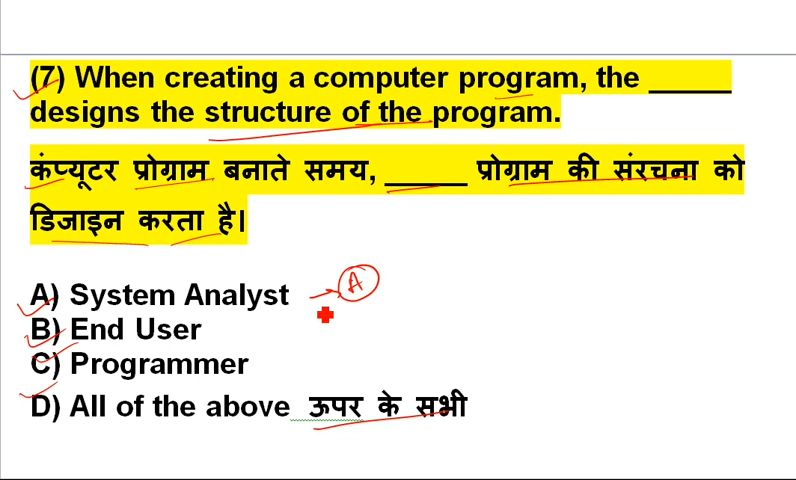 (7) When creating a computer program, the _____
designs the structure of the program.
कंप्यूटर प्रोग्राम बनाते समय, _____ प्रोग्राम की संरचना को
डिजाइन करता है।
A) System Analyst A
B) End User
C) Programmer
D) All of the above ऊपर के सभी